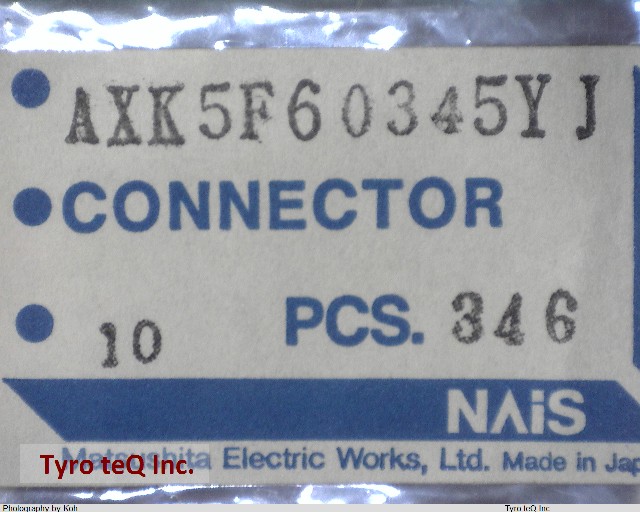 AXK5F60345YJ
CONNECTOR
10 PCS. 346
NAiS
Matsushita Electric Works, Ltd. Made in Jap
Tyro teQ Inc.
Photography by Koh
Tyro teQ Inc